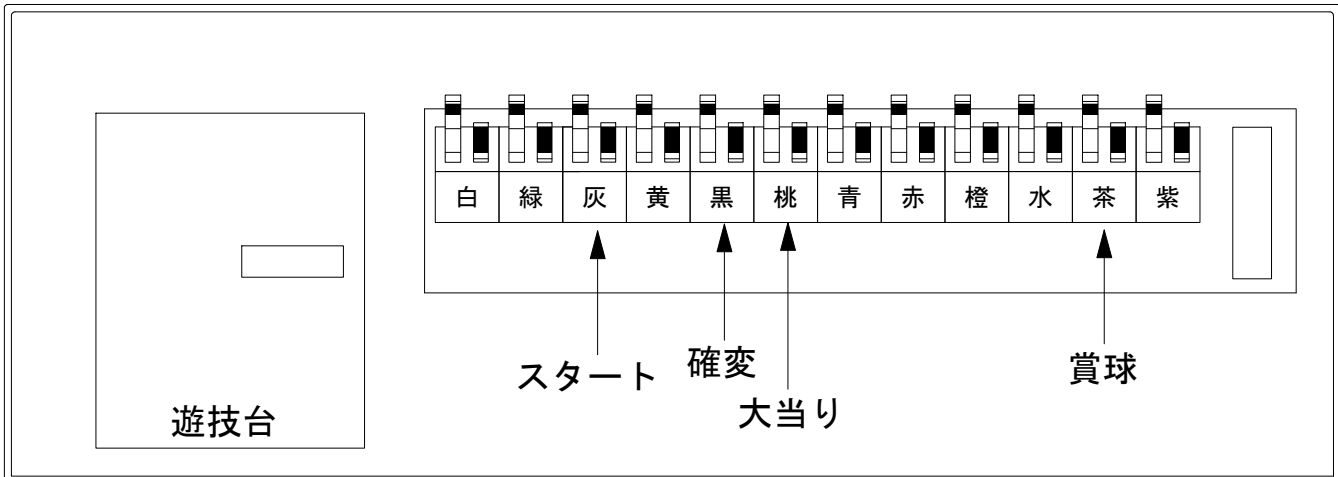 白 緑 灰 黄 黒 桃 青 赤 橙 水 茶 紫
スタート
確変
大当り
賞球
遊技台